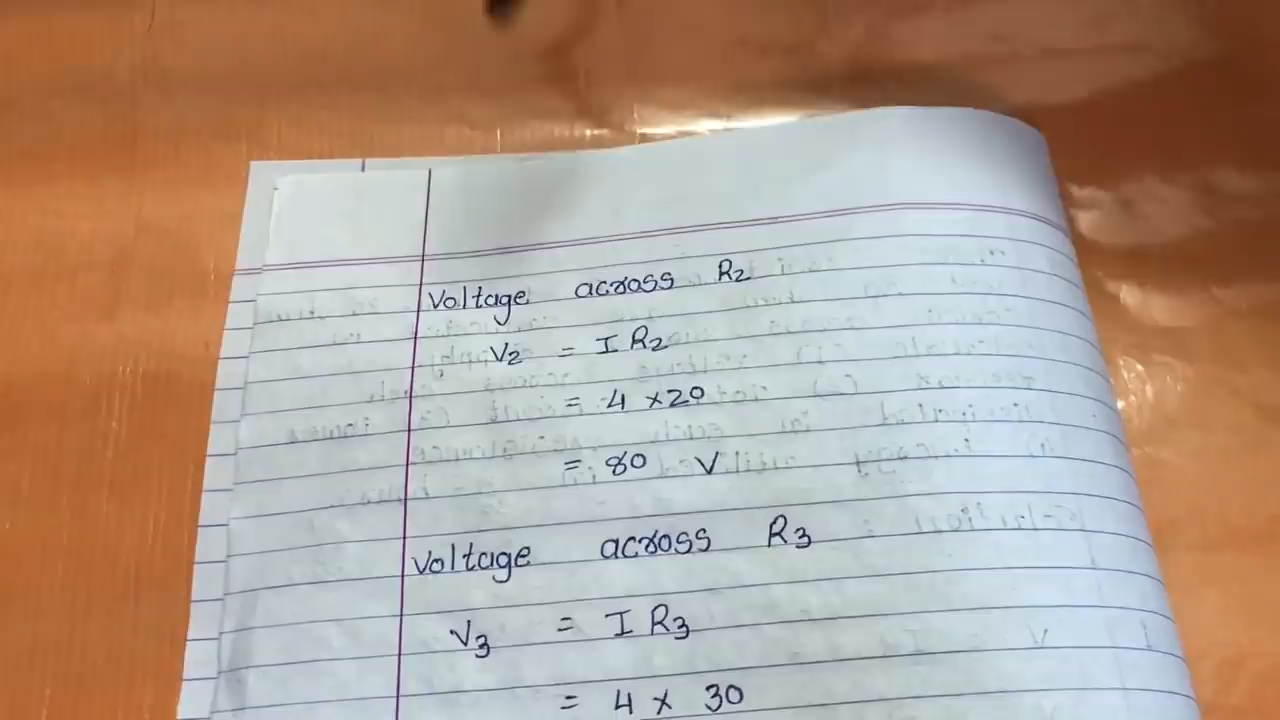 Voltage across R2
V2 = I R2
= 4 × 20
= 80 V
Voltage across R3
V3 = I R3
= 4 × 30